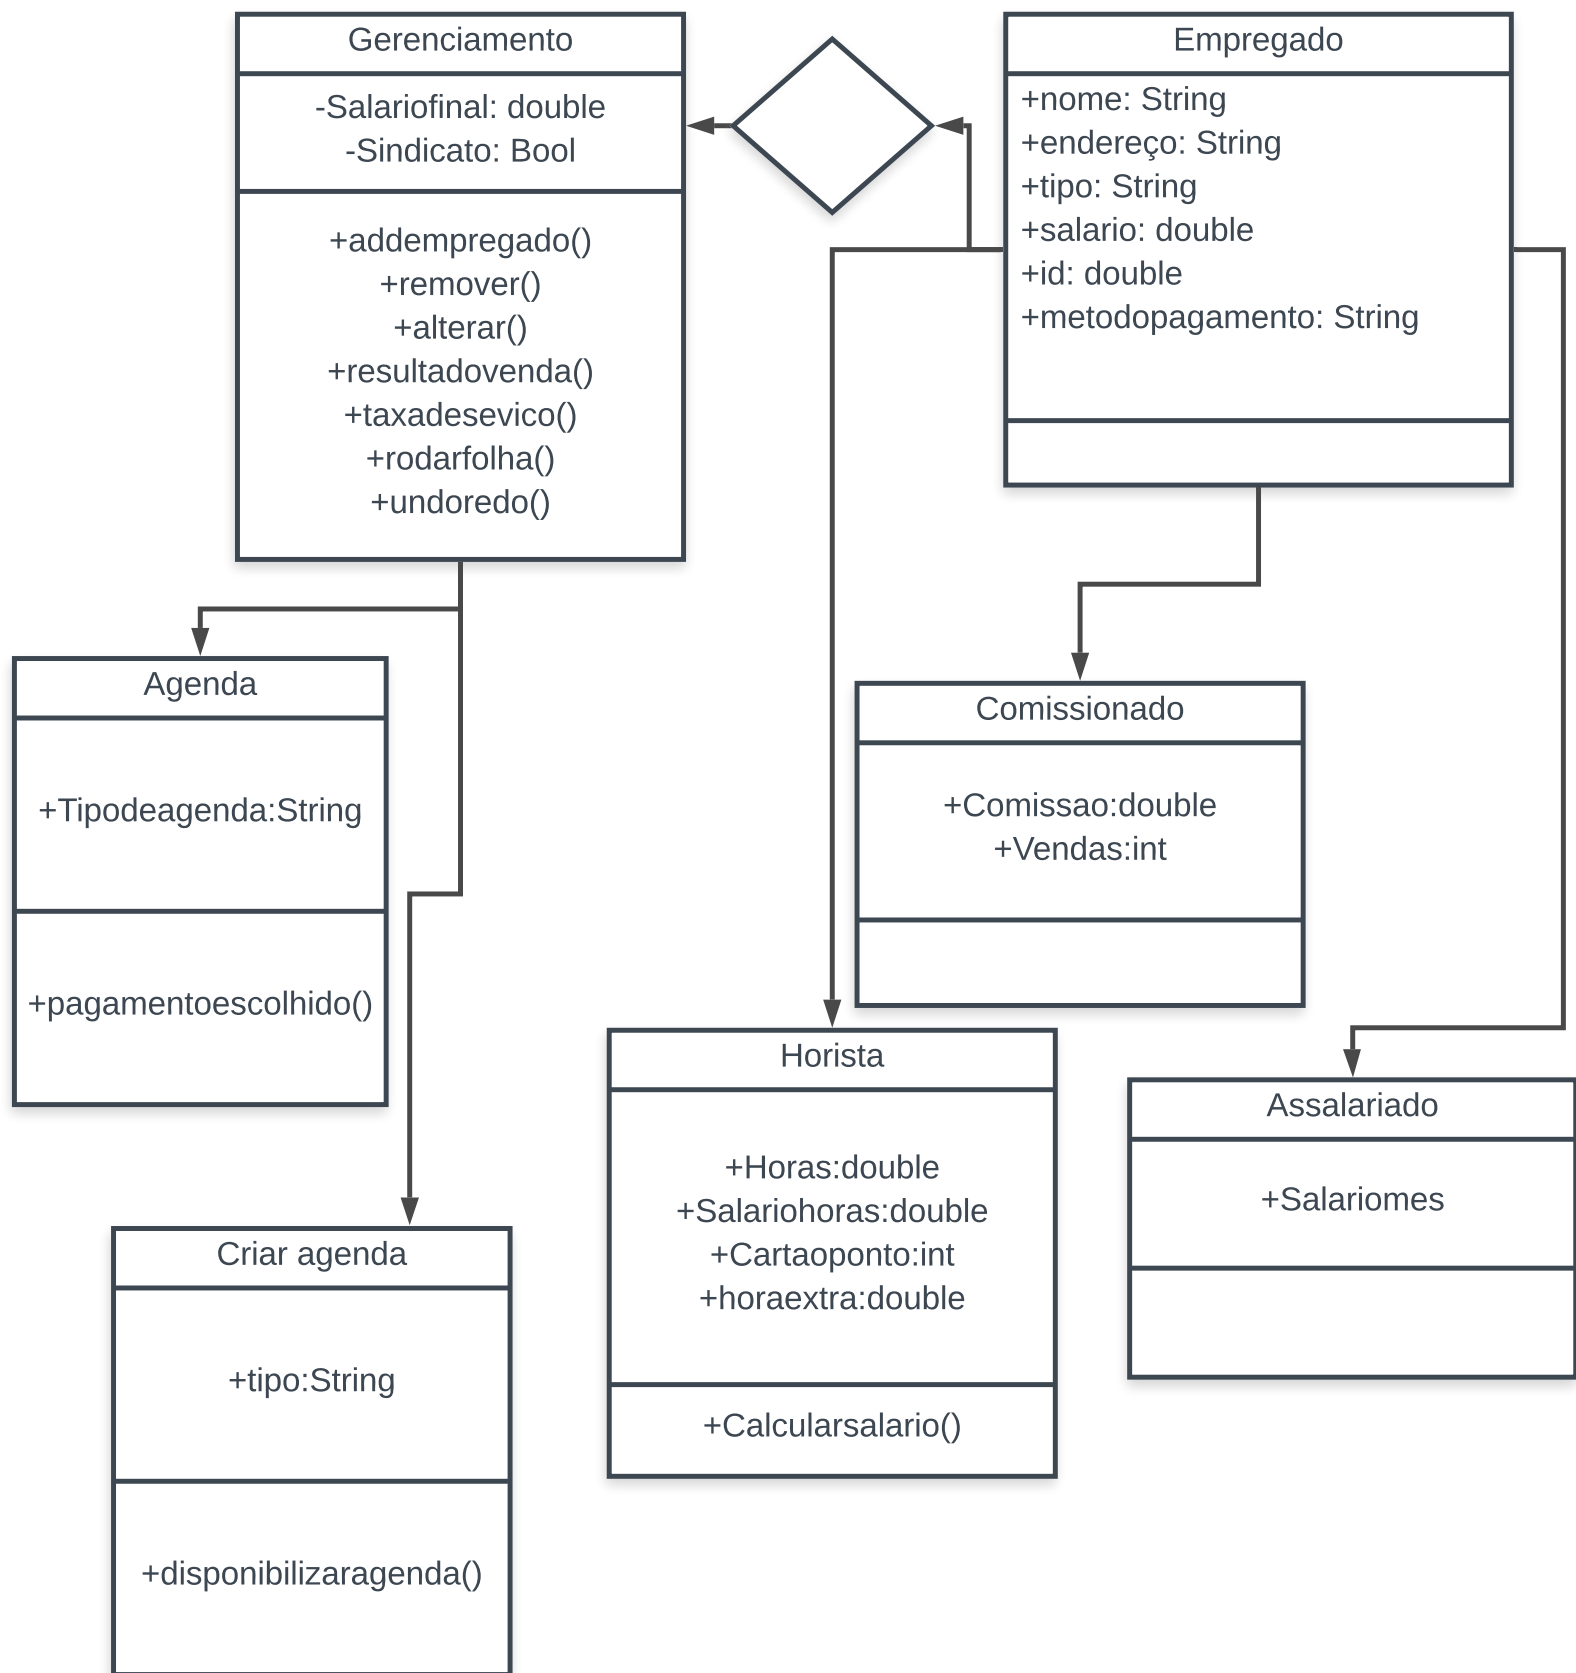 Gerenciamento
-Salariofinal: double
-Sindicato: Bool
+addempregado()
+remover()
+alterar()
+resultadovenda()
+taxadesevico()
+rodarfolha()
+undoredo()
Empregado
+nome: String
+endereço: String
+tipo: String
+salario: double
+id: double
+metodopagamento: String
Agenda
+Tipodeagenda:String
+pagamentoescolhido()
Comissionado
+Comissao:double
+Vendas:int
Horista
+Horas:double
+Salariohoras:double
+Cartaoponto:int
+horaextra:double
+Calcularsalario()
Assalariado
+Salariomes
Criar agenda
+tipo:String
+disponibilizaragenda()